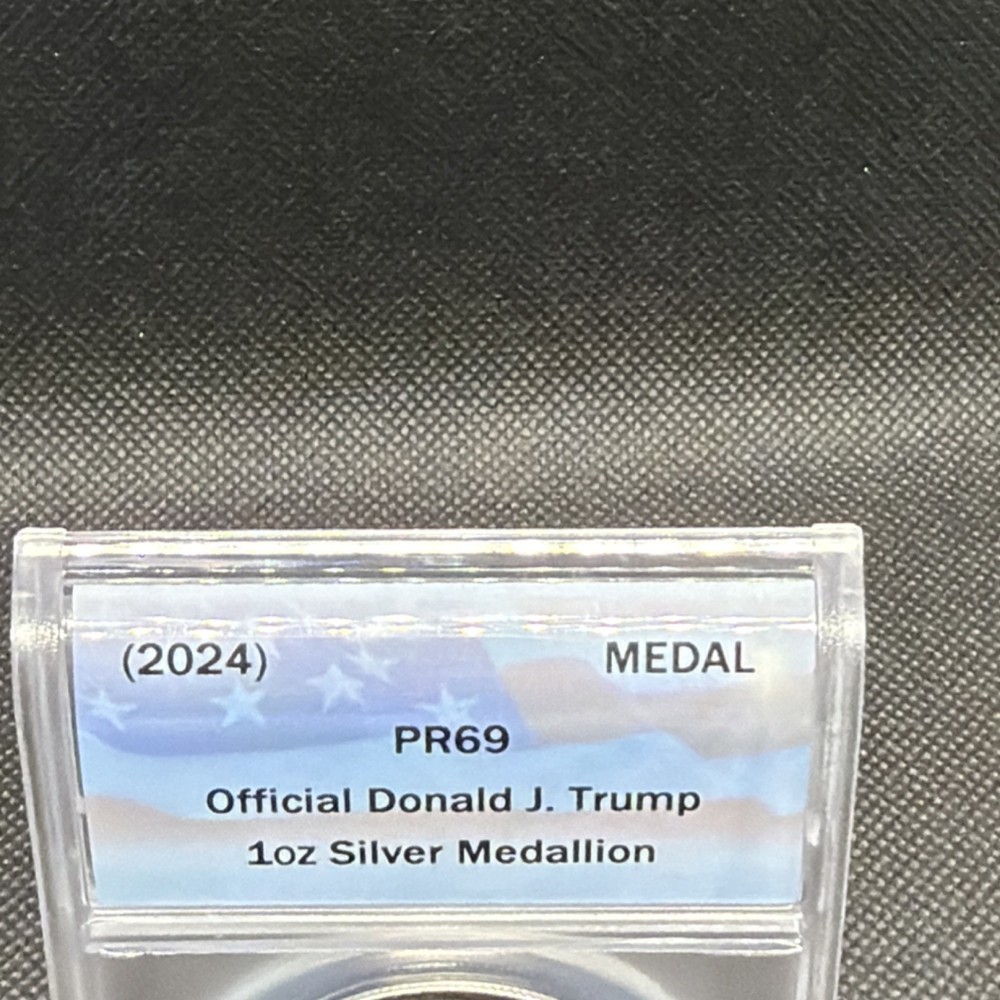 (2024) MEDAL
PR69
Official Donald J. Trump
1oz Silver Medallion